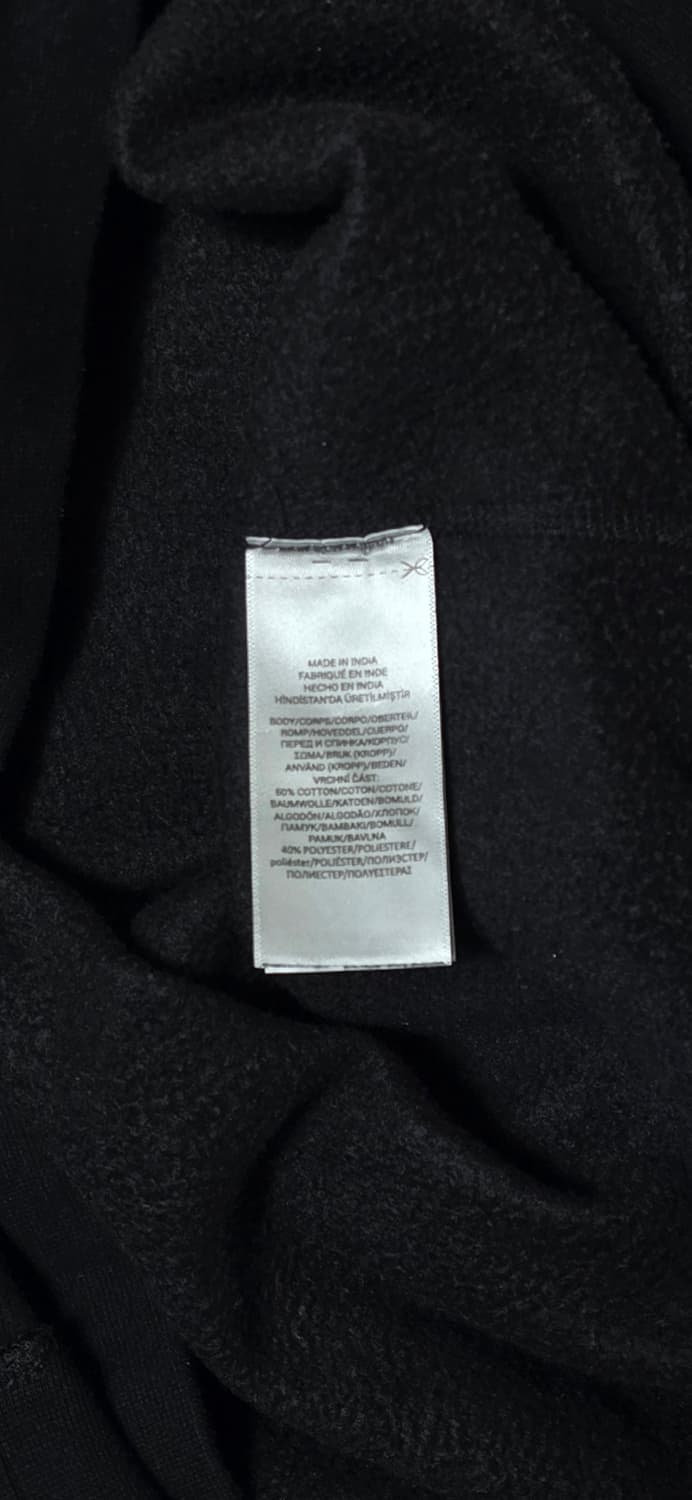 MADE IN INDIA
FABRIQUÉ EN INDE
HECHO EN INDIA
HİNDİSTAN'DA ÜRETİLMİŞTİR
BODY/CORPS/CORPO/OBERTEIL/
ROMP/HOVEDDEL/CUERPO/
ПЕРЕД И СПИНКА/КОРПУС/
ΣΩΜΑ/BRUK (KROPP)/
ANVÄND (KROPP)/BEDEN/
VRCHNÍ ČÁST:
60% COTTON/COTON/COTONE/
BAUMWOLLE/KATOEN/BOMULD/
ALGODÓN/ALGODÃO/ХЛОПОК/
ПАМУК/ΒΑΜΒΑΚΙ/BOMULL/
PAMUK/BAVLNA
40% POLYESTER/POLIESTERE/
poliéster/POLIÉSTER/ПОЛИЭСТЕР/
ПОЛИЕСТЕР/ΠΟΛΥΕΣΤΕΡΑΣ